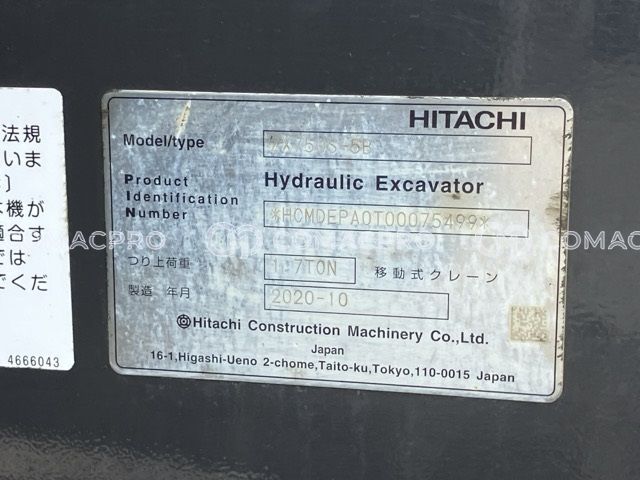 HITACHI
Model/type
Product
Identification
Number
Hydraulic Excavator
*HCMDEPA0T00075499*
つり上荷重 1.7TON 移動式クレーン
製造 年月 2020-10
Hitachi Construction Machinery Co.,Ltd.
Japan
16-1,Higashi-Ueno 2-chome,Taito-ku,Tokyo,110-0015 Japan
法規
いま
機が
適合す
では
でくだ
4666043